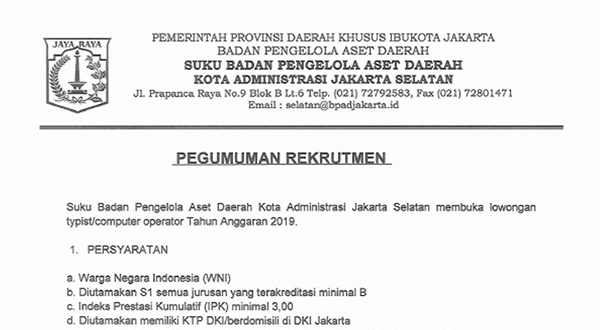 JAYA RAYA
PEMERINTAH PROVINSI DAERAH KHUSUS IBUKOTA JAKARTA
BADAN PENGELOLA ASET DAERAH
SUKU BADAN PENGELOLA ASET DAERAH
KOTA ADMINISTRASI JAKARTA SELATAN
Jl. Prapanca Raya No.9 Blok B Lt.6 Telp. (021) 72792583, Fax (021) 72801471
Email : selatan@bpadjakarta.id
PEGUMUMAN REKRUTMEN
Suku Badan Pengelola Aset Daerah Kota Administrasi Jakarta Selatan membuka lowongan
typist/computer operator Tahun Anggaran 2019.
1. PERSYARATAN
a. Warga Negara Indonesia (WNI)
b. Diutamakan S1 semua jurusan yang terakreditasi minimal B
c. Indeks Prestasi Kumulatif (IPK) minimal 3,00
d. Diutamakan memiliki KTP DKI/berdomisili di DKI Jakarta